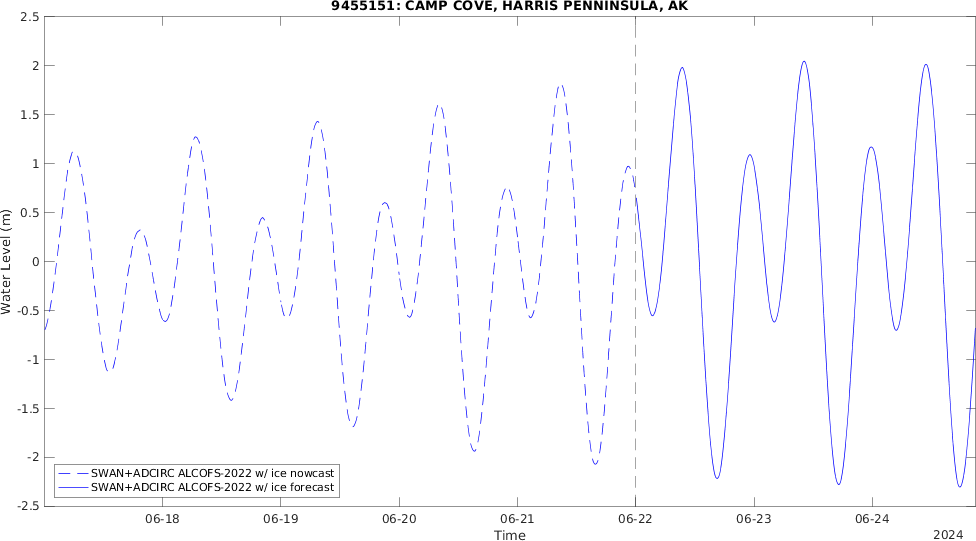 9455151: CAMP COVE, HARRIS PENNINSULA, AK
2.5
2
1.5
1
0.5
0
-0.5
-1
-1.5
-2
-2.5
Water Level (m)
SWAN+ADCIRC ALCOFS-2022 w/ ice nowcast
SWAN+ADCIRC ALCOFS-2022 w/ ice forecast
06-18 06-19 06-20 06-21 06-22 06-23 06-24
Time
2024